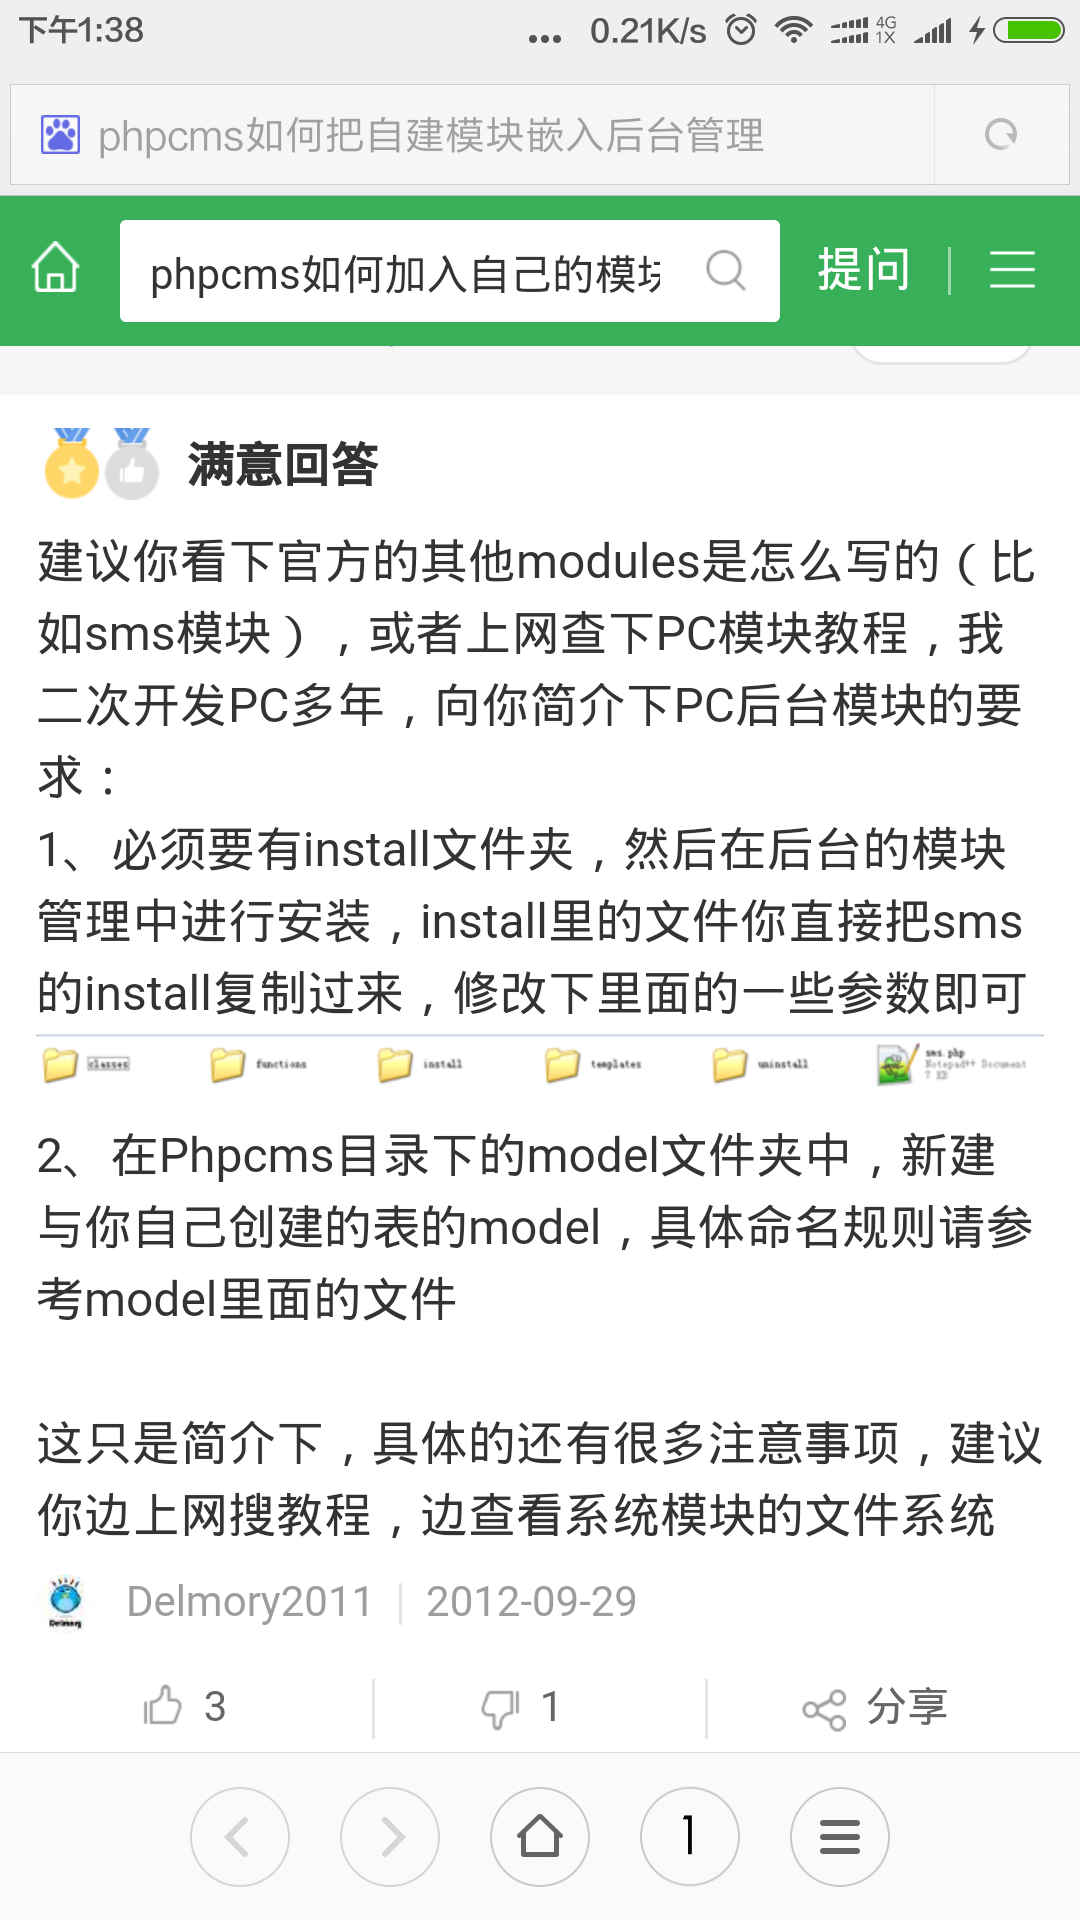 下午1:38
... 0.21K/s 4G 1X
phpcms如何把自建模块嵌入后台管理
phpcms如何加入自己的模块
提问
满意回答
建议你看下官方的其他modules是怎么写的（比
如sms模块），或者上网查下PC模块教程，我
二次开发PC多年，向你简介下PC后台模块的要
求：
1、必须要有install文件夹，然后在后台的模块
管理中进行安装，install里的文件你直接把sms
的install复制过来，修改下里面的一些参数即可
classes functions install templates uninstall sms.php
Notepad++ Document
7 KB
2、在Phpcms目录下的model文件夹中，新建
与你自己创建的表的model，具体命名规则请参
考model里面的文件
这只是简介下，具体的还有很多注意事项，建议
你边上网搜教程，边查看系统模块的文件系统
Delmory
Delmory2011 2012-09-29
3 1 分享
1